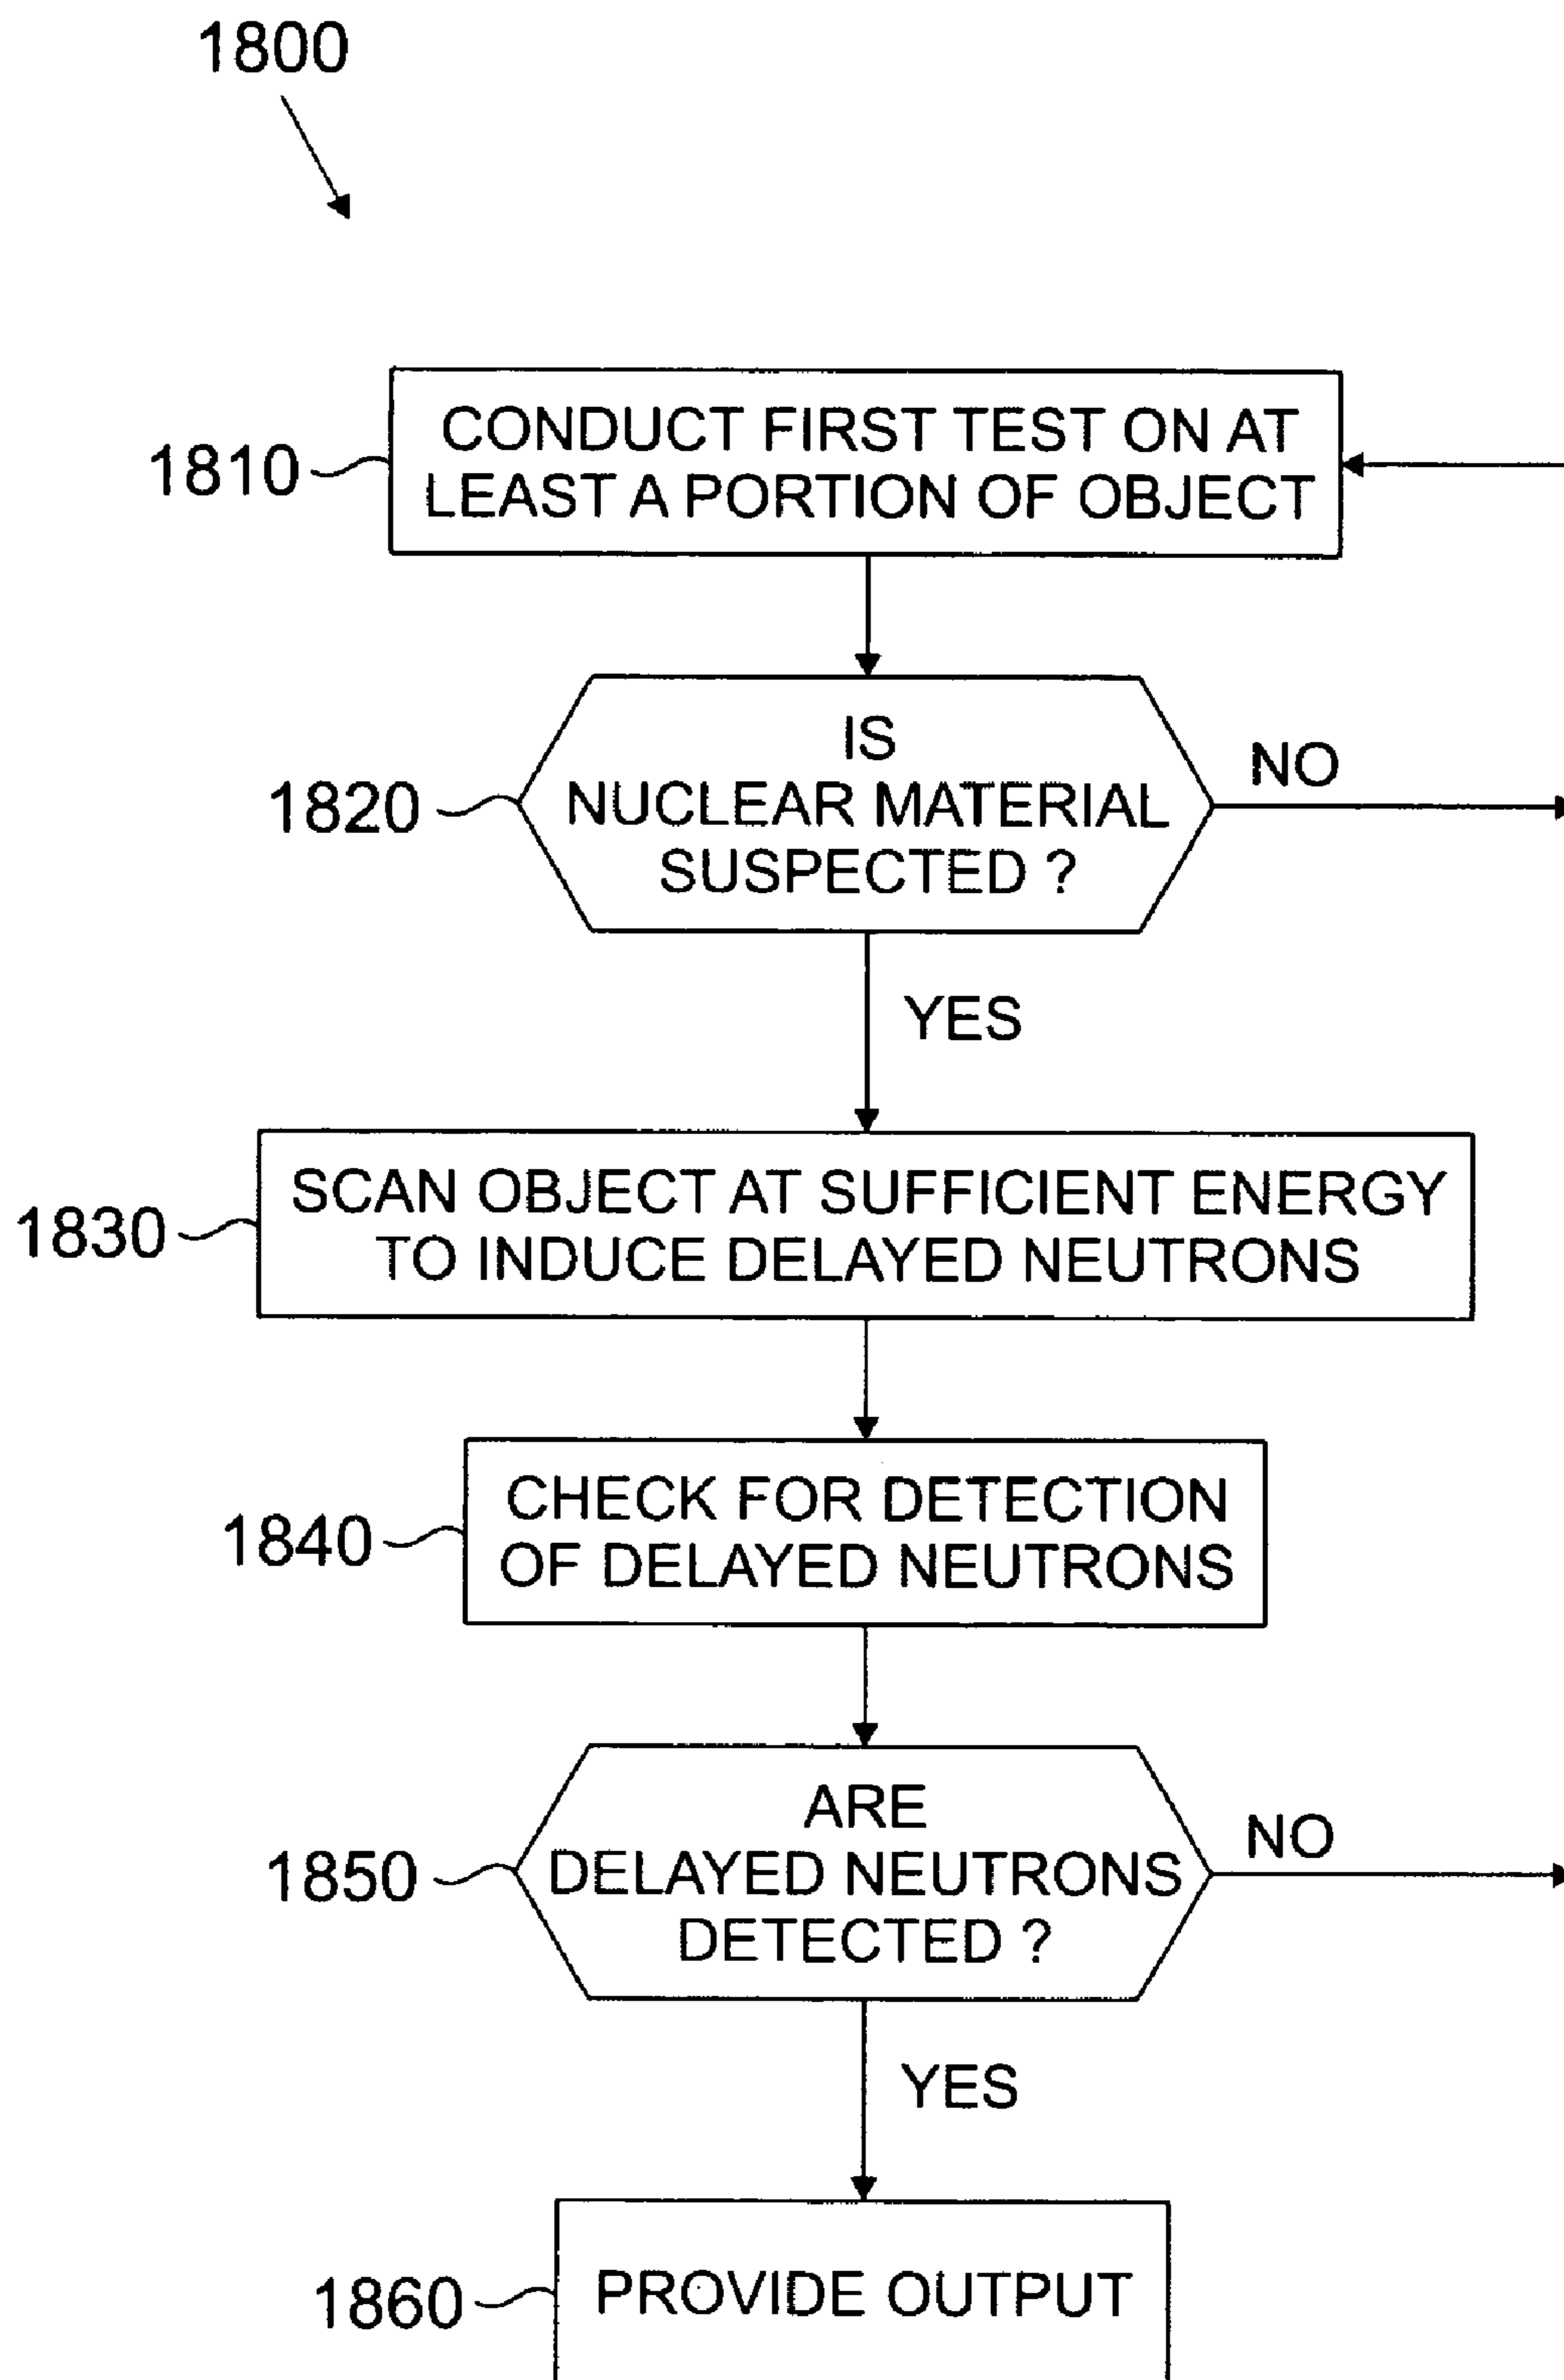 1800
1810
CONDUCT FIRST TEST ON AT
LEAST A PORTION OF OBJECT
1820
IS
NUCLEAR MATERIAL
SUSPECTED ?
NO
YES
1830
SCAN OBJECT AT SUFFICIENT ENERGY
TO INDUCE DELAYED NEUTRONS
1840
CHECK FOR DETECTION
OF DELAYED NEUTRONS
1850
ARE
DELAYED NEUTRONS
DETECTED ?
NO
YES
1860
PROVIDE OUTPUT